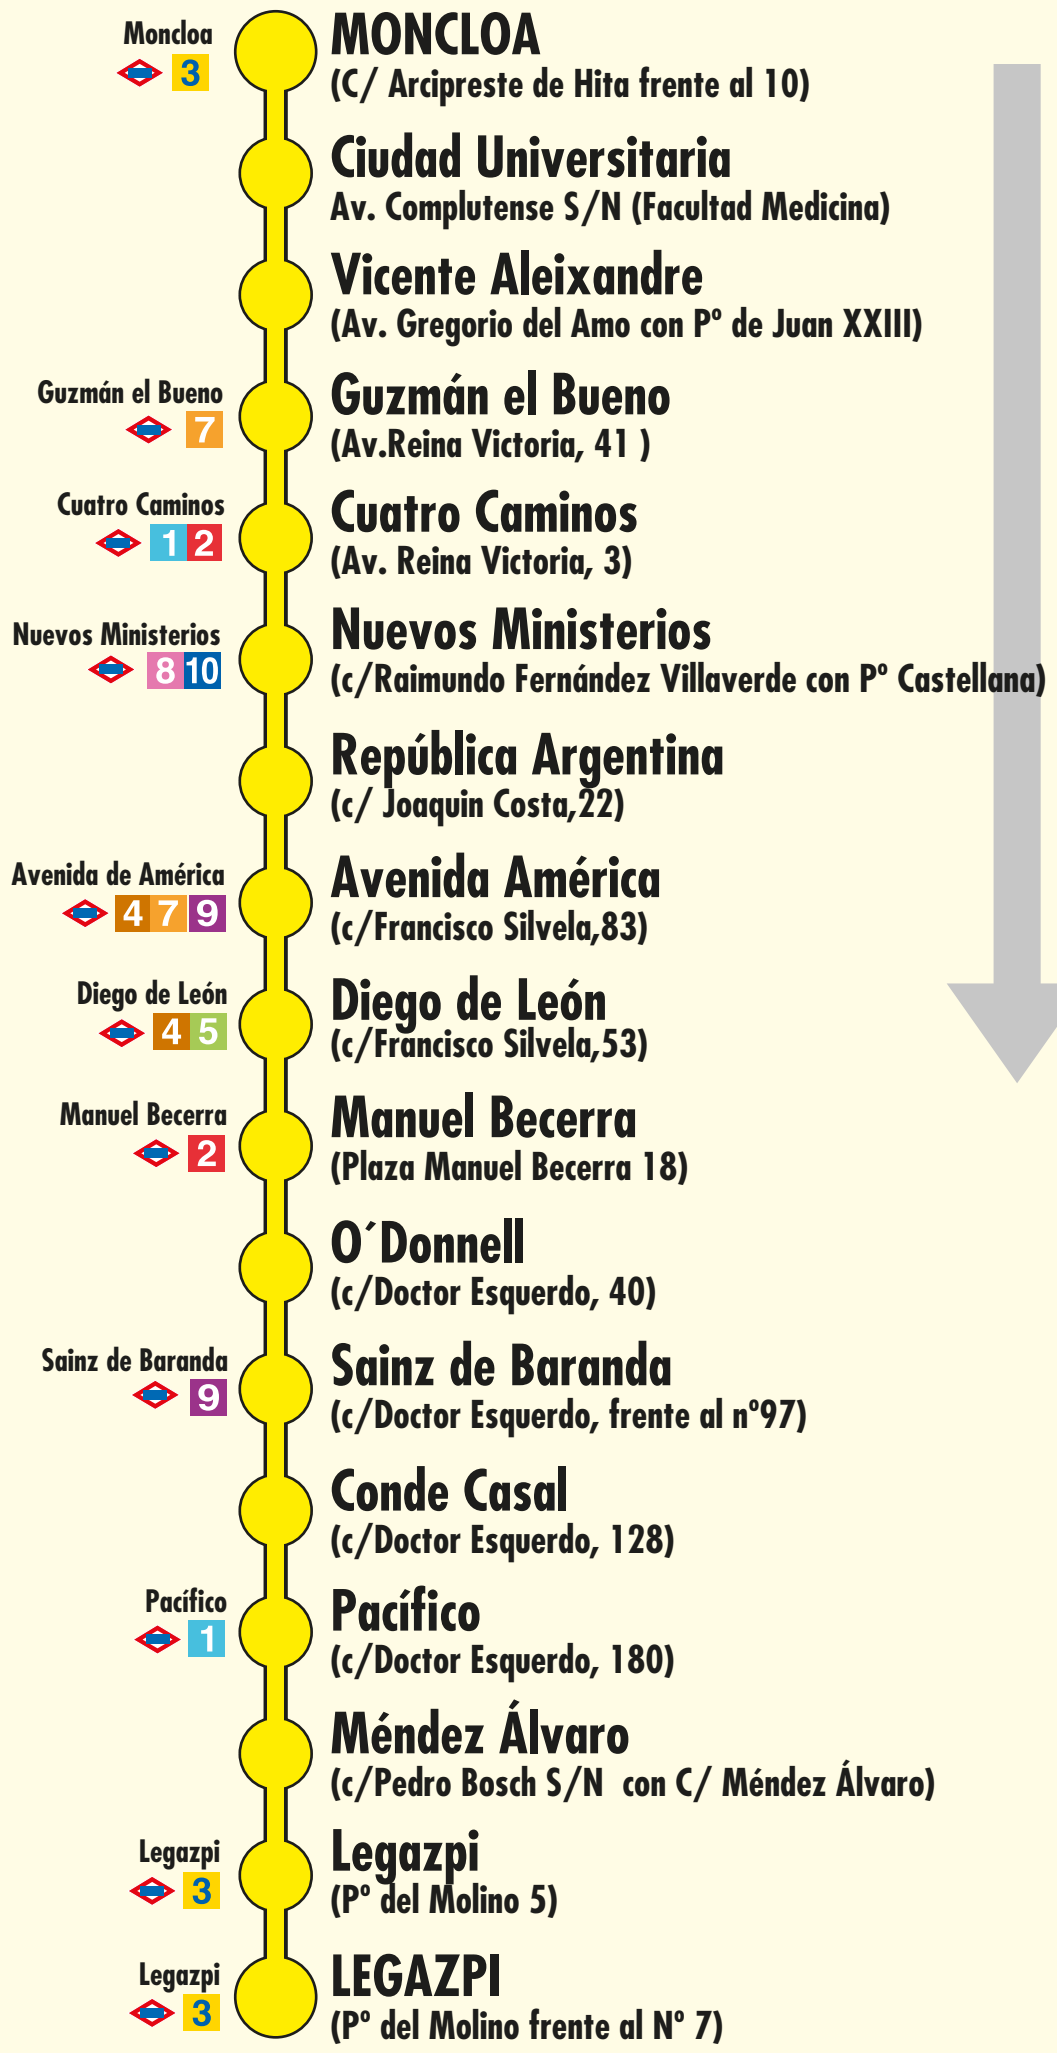 Moncloa
3
MONCLOA
(C/ Arcipreste de Hita frente al 10)
Ciudad Universitaria
Av. Complutense S/N (Facultad Medicina)
Vicente Aleixandre
(Av. Gregorio del Amo con Pº de Juan XXIII)
Guzmán el Bueno
7
Guzmán el Bueno
(Av.Reina Victoria, 41 )
Cuatro Caminos
1 2
Cuatro Caminos
(Av. Reina Victoria, 3)
Nuevos Ministerios
8 10
Nuevos Ministerios
(c/Raimundo Fernández Villaverde con Pº Castellana)
República Argentina
(c/ Joaquin Costa,22)
Avenida de América
4 7 9
Avenida América
(c/Francisco Silvela,83)
Diego de León
4 5
Diego de León
(c/Francisco Silvela,53)
Manuel Becerra
2
Manuel Becerra
(Plaza Manuel Becerra 18)
O´Donnell
(c/Doctor Esquerdo, 40)
Sainz de Baranda
9
Sainz de Baranda
(c/Doctor Esquerdo, frente al nº97)
Conde Casal
(c/Doctor Esquerdo, 128)
Pacífico
1
Pacífico
(c/Doctor Esquerdo, 180)
Méndez Álvaro
(c/Pedro Bosch S/N  con C/ Méndez Álvaro)
Legazpi
3
Legazpi
(Pº del Molino 5)
Legazpi
3
LEGAZPI
(Pº del Molino frente al Nº 7)